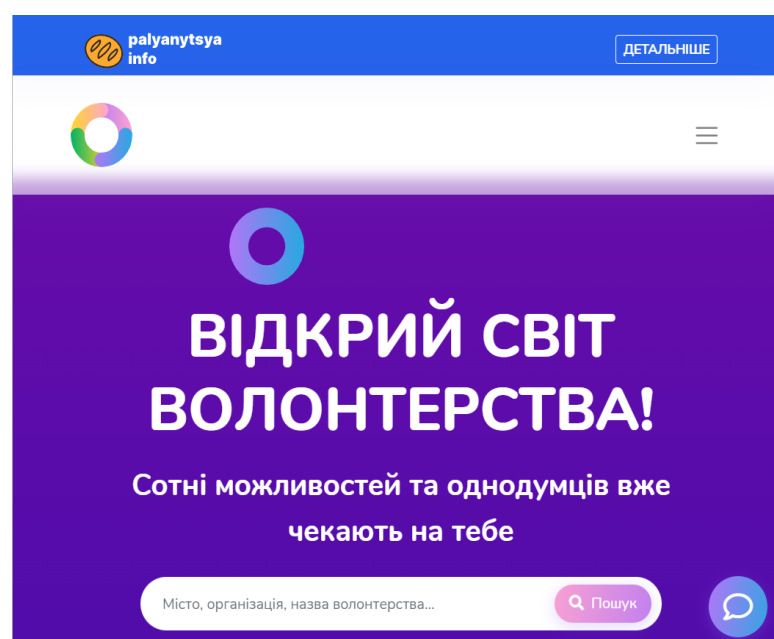 palyanytsya
info
ДЕТАЛЬНІШЕ
ВІДКРИЙ СВІТ
ВОЛОНТЕРСТВА!
Сотні можливостей та однодумців вже
чекають на тебе
Місто, організація, назва волонтерства...
Пошук